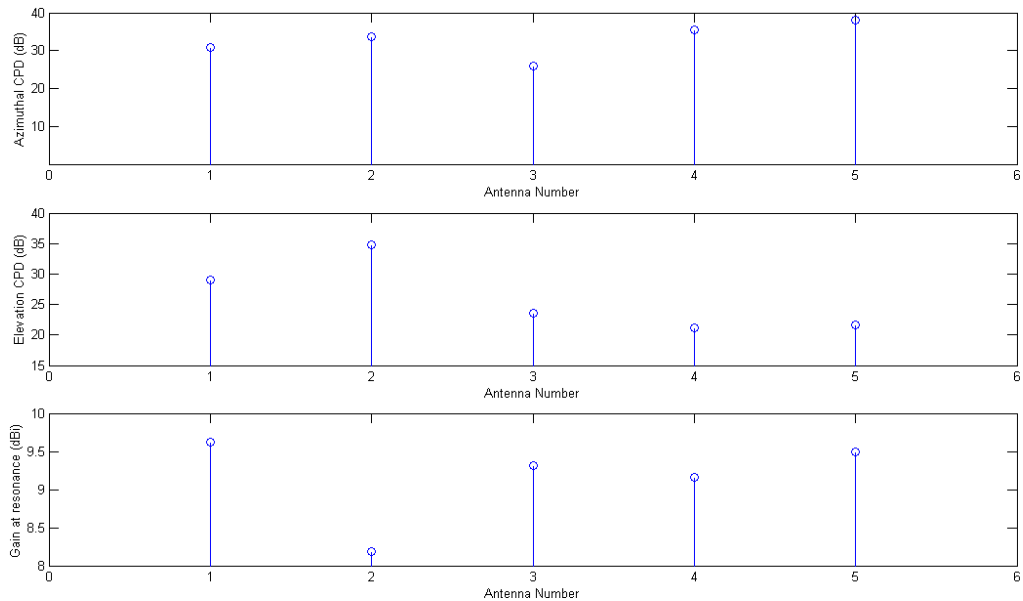 Azimuthal CPD (dB)
40
30
20
10
0 1 2 3 4 5 6
Antenna Number
Elevation CPD (dB)
40
35
30
25
20
15
0 1 2 3 4 5 6
Antenna Number
Gain at resonance (dBi)
10
9.5
9
8.5
8
0 1 2 3 4 5 6
Antenna Number